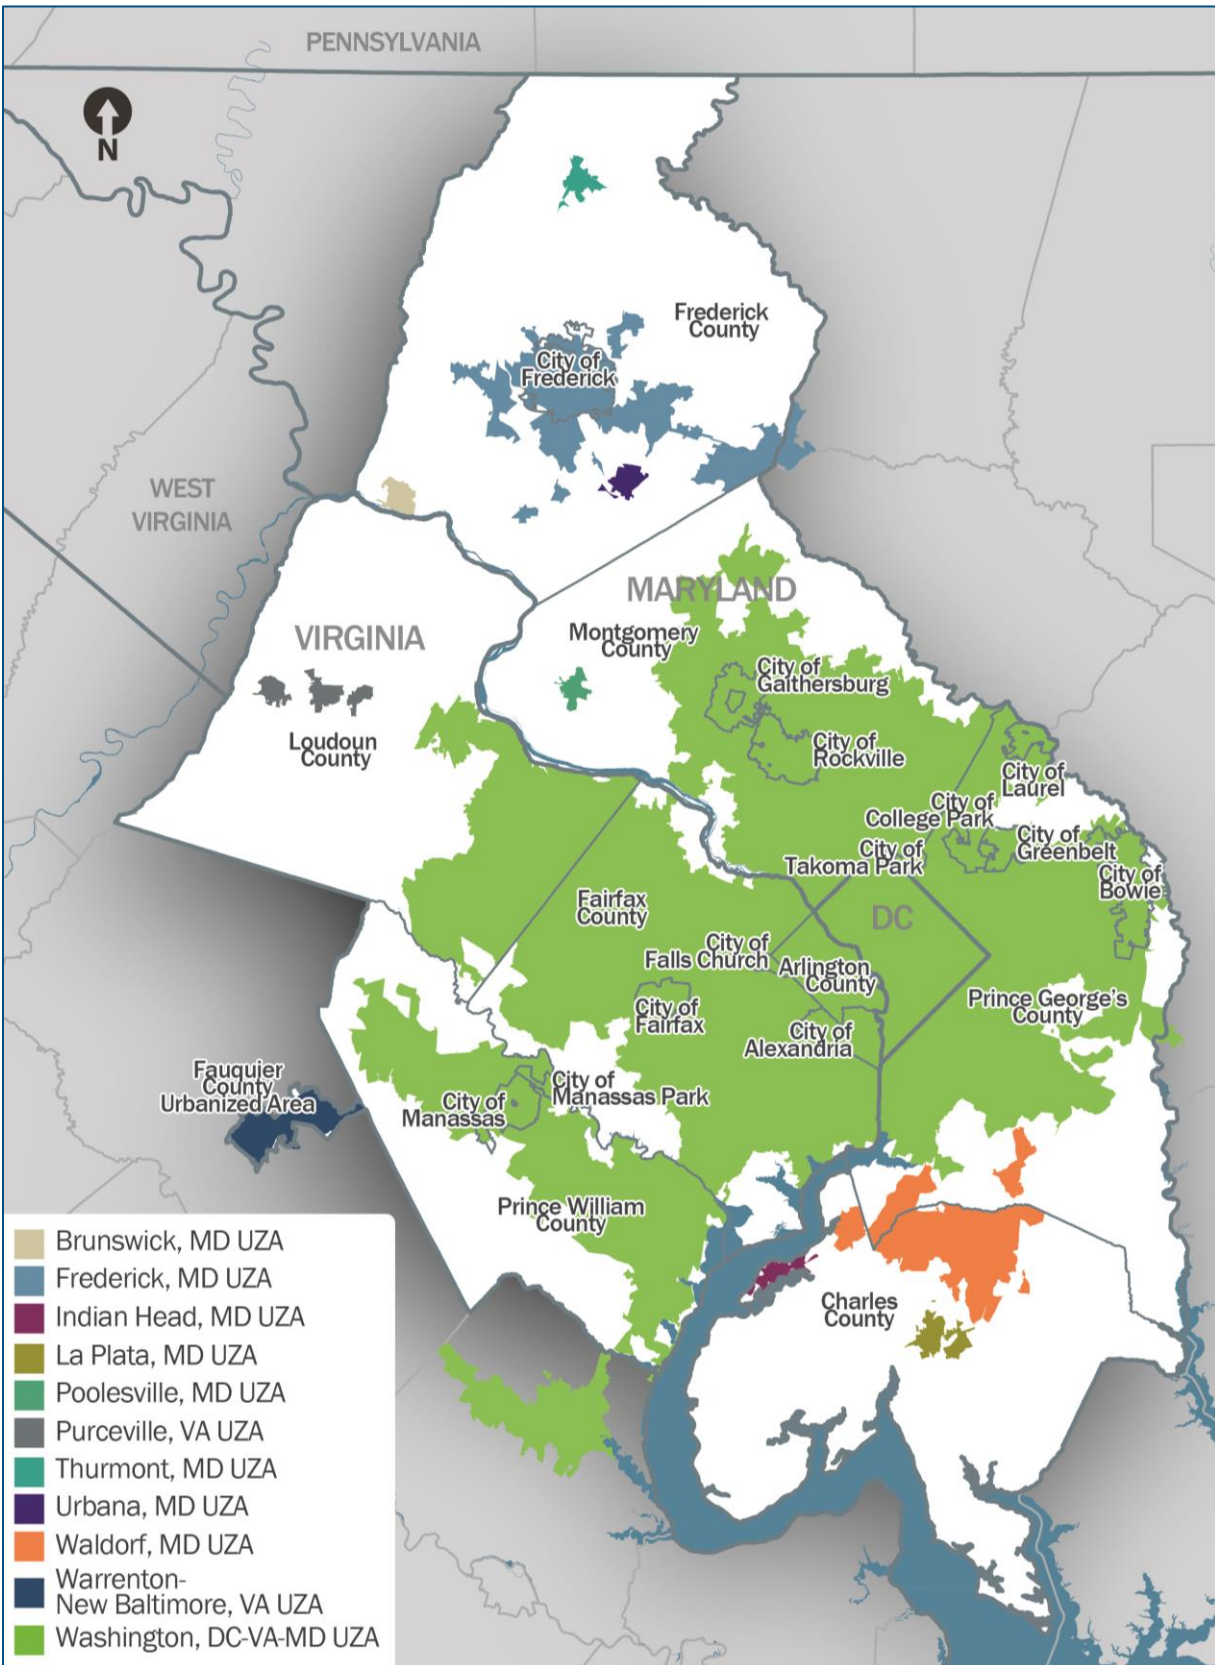 PENNSYLVANIA
N
Frederick
County
City of
Frederick
WEST
VIRGINIA
MARYLAND
VIRGINIA
Montgomery
County
City of
Gaithersburg
Loudoun
County
City of
Rockville
City of
Laurel
City of
College Park
City of
Greenbelt
City of
Takoma Park
City of
Bowie
Fairfax
County
DC
City of
Falls Church
Arlington
County
City of
Fairfax
Prince George's
County
City of
Alexandria
Fauquier
County
Urbanized Area
City of
Manassas Park
City of
Manassas
Prince William
County
Charles
County
Brunswick, MD UZA
Frederick, MD UZA
Indian Head, MD UZA
La Plata, MD UZA
Poolesville, MD UZA
Purceville, VA UZA
Thurmont, MD UZA
Urbana, MD UZA
Waldorf, MD UZA
Warrenton-
New Baltimore, VA UZA
Washington, DC-VA-MD UZA